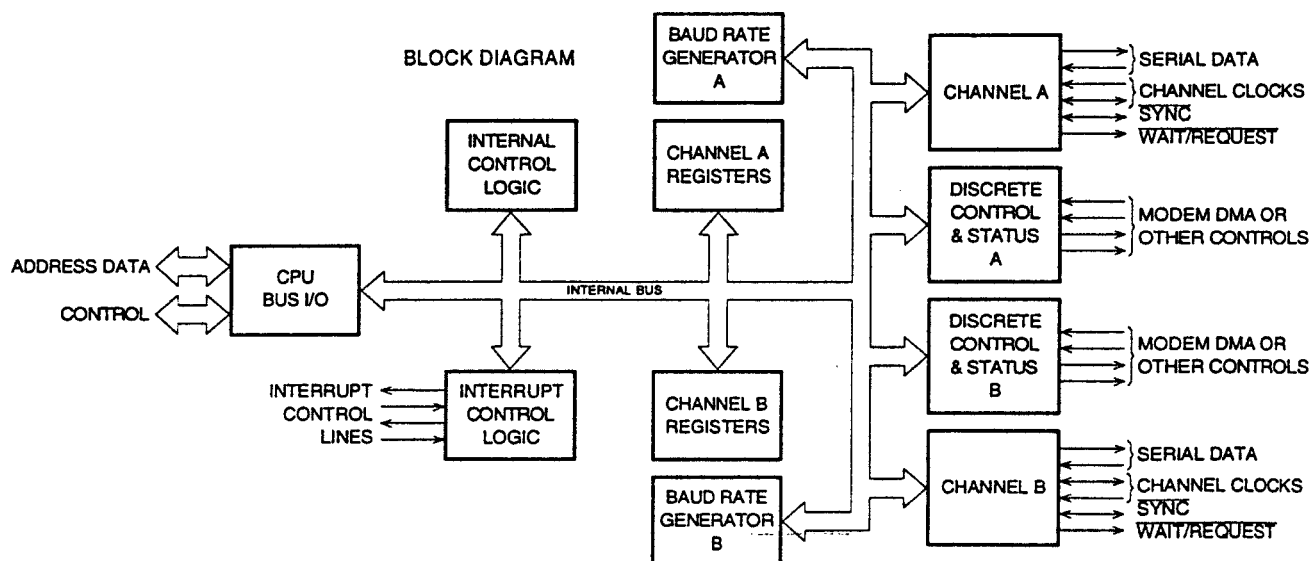 BLOCK DIAGRAM
BAUD RATE
GENERATOR
A
INTERNAL
CONTROL
LOGIC
CHANNEL A
REGISTERS
ADDRESS DATA
CONTROL
CPU
BUS I/O
INTERNAL BUS
INTERRUPT
CONTROL
LINES
INTERRUPT
CONTROL
LOGIC
CHANNEL B
REGISTERS
BAUD RATE
GENERATOR
B
CHANNEL A
SERIAL DATA
CHANNEL CLOCKS
SYNC
WAIT/REQUEST
DISCRETE
CONTROL
& STATUS
A
MODEM DMA OR
OTHER CONTROLS
DISCRETE
CONTROL
& STATUS
B
MODEM DMA OR
OTHER CONTROLS
CHANNEL B
SERIAL DATA
CHANNEL CLOCKS
SYNC
WAIT/REQUEST